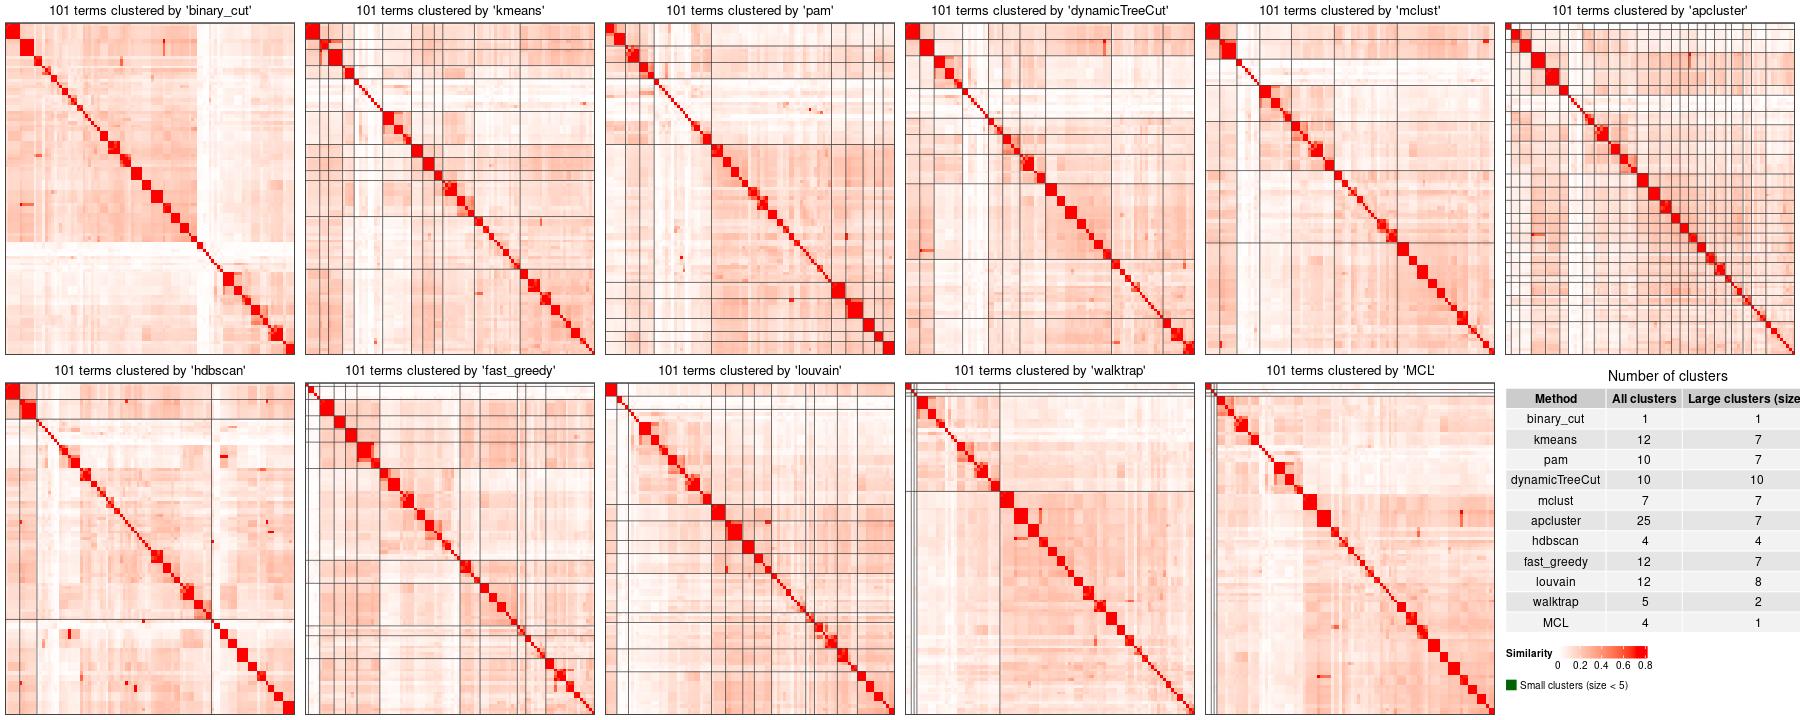 101 terms clustered by 'binary_cut'
101 terms clustered by 'kmeans'
101 terms clustered by 'pam'
101 terms clustered by 'dynamicTreeCut'
101 terms clustered by 'mclust'
101 terms clustered by 'apcluster'
101 terms clustered by 'hdbscan'
101 terms clustered by 'fast_greedy'
101 terms clustered by 'louvain'
101 terms clustered by 'walktrap'
101 terms clustered by 'MCL'
Number of clusters
Method All clusters Large clusters (size
binary_cut 1 1
kmeans 12 7
pam 10 7
dynamicTreeCut 10 10
mclust 7 7
apcluster 25 7
hdbscan 4 4
fast_greedy 12 7
louvain 12 8
walktrap 5 2
MCL 4 1
Similarity
0 0.2 0.4 0.6 0.8
Small clusters (size < 5)